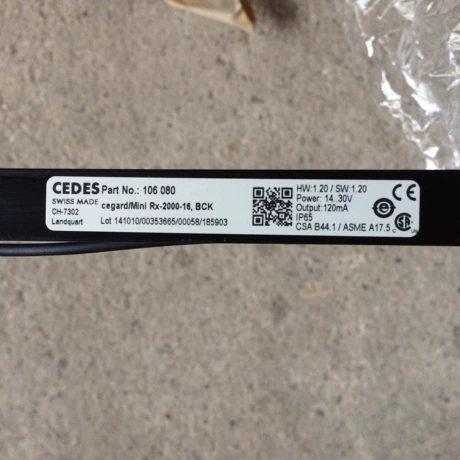 CEDES Part No.: 106 080
SWISS MADE cegard/Mini Rx-2000-16, BCK
CH-7302
Landquart Lot 141010/00353665/00058/185903
HW:1.20 / SW:1.20
Power: 14..30V
Output:120mA
IP65
CSA B44.1 / ASME A17.5
CE